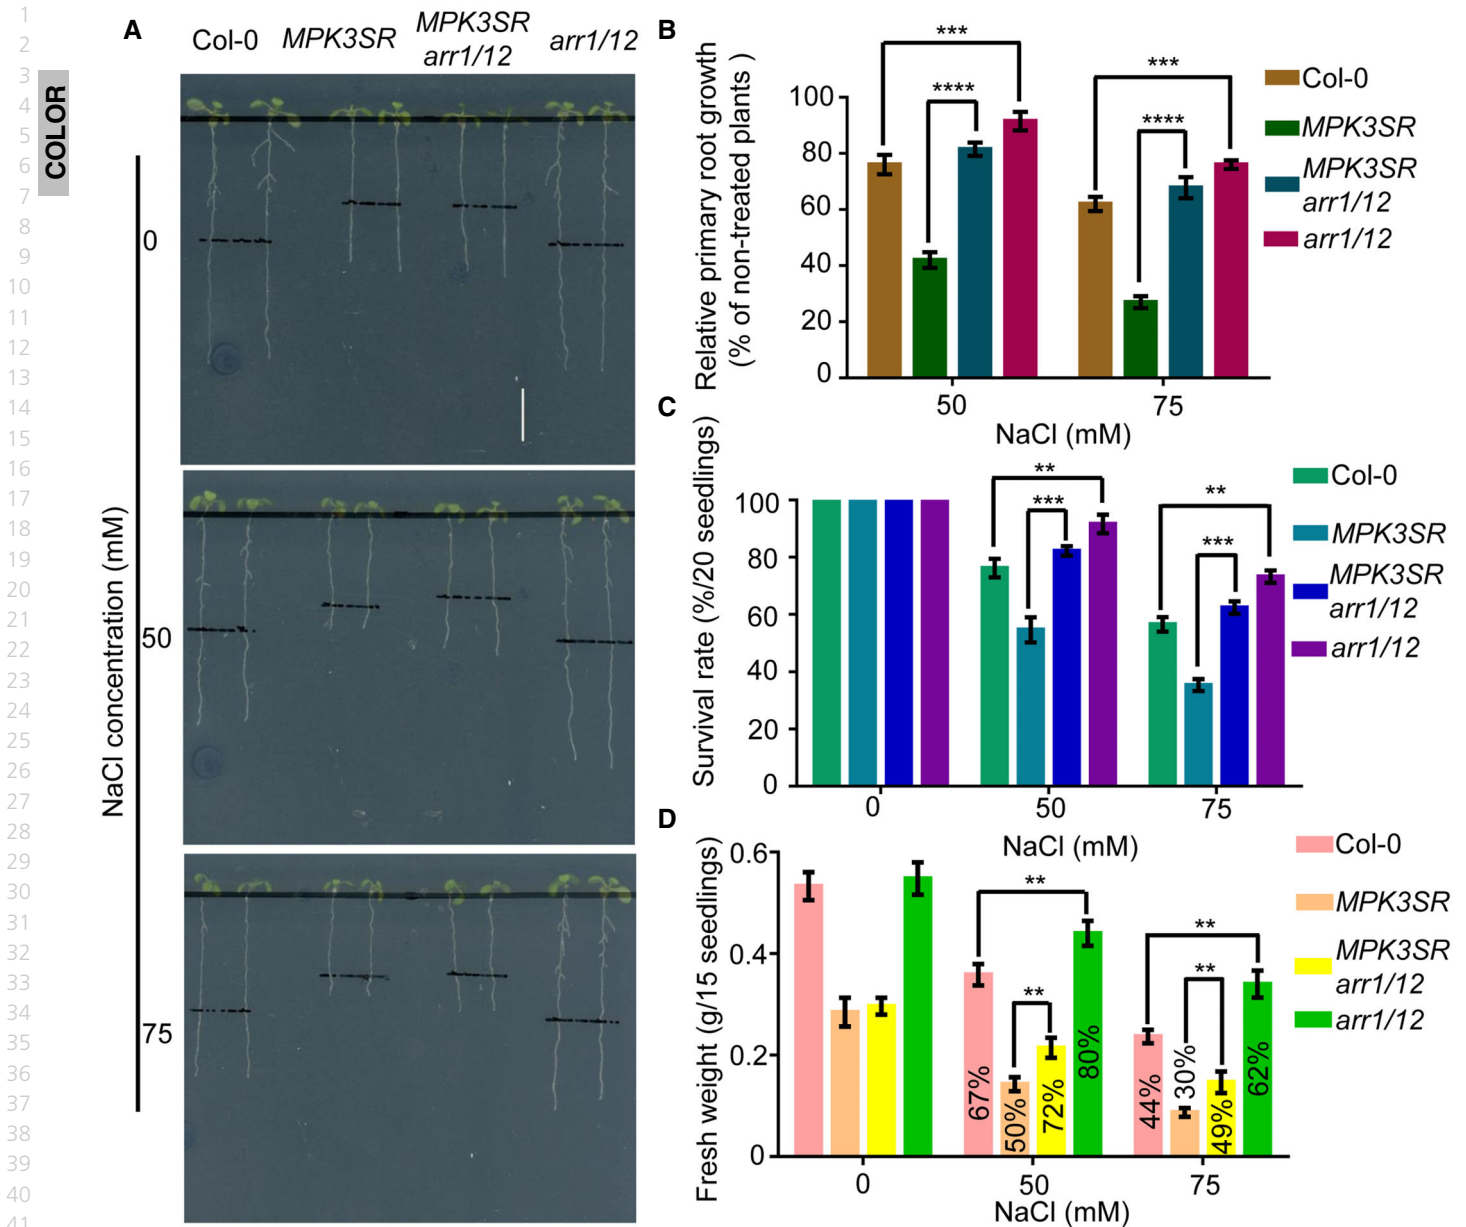 1
2
3
4
5
6
7
8
9
10
11
12
13
14
15
16
17
18
19
20
21
22
23
24
25
26
27
28
29
30
31
32
33
34
35
36
37
38
39
40
41
COLOR
A
Col-0
MPK3SR
MPK3SR
arr1/12
arr1/12
NaCl concentration (mM)
0
50
75
B
Relative primary root growth
(% of non-treated plants )
100
80
60
40
20
0
***
****
***
****
50
75
NaCl (mM)
Col-0
MPK3SR
MPK3SR
arr1/12
arr1/12
C
Survival rate (%/20 seedlings)
100
80
60
40
20
0
**
***
**
***
0
50
75
NaCl (mM)
Col-0
MPK3SR
MPK3SR
arr1/12
arr1/12
D
Fresh weight (g/15 seedlings)
0.6
0.4
0.2
0
**
**
**
**
67%
50%
72%
80%
44%
30%
49%
62%
0
50
75
NaCl (mM)
Col-0
MPK3SR
MPK3SR
arr1/12
arr1/12